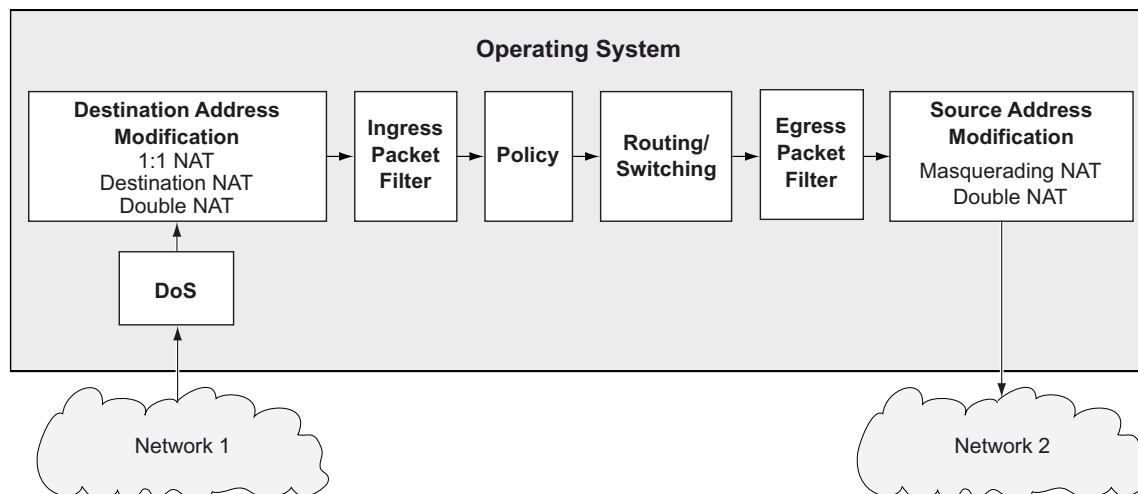 Operating System
Destination Address
Modification
1:1 NAT
Destination NAT
Double NAT
Ingress
Packet
Filter
Policy
Routing/
Switching
Egress
Packet
Filter
Source Address
Modification
Masquerading NAT
Double NAT
DoS
Network 1
Network 2